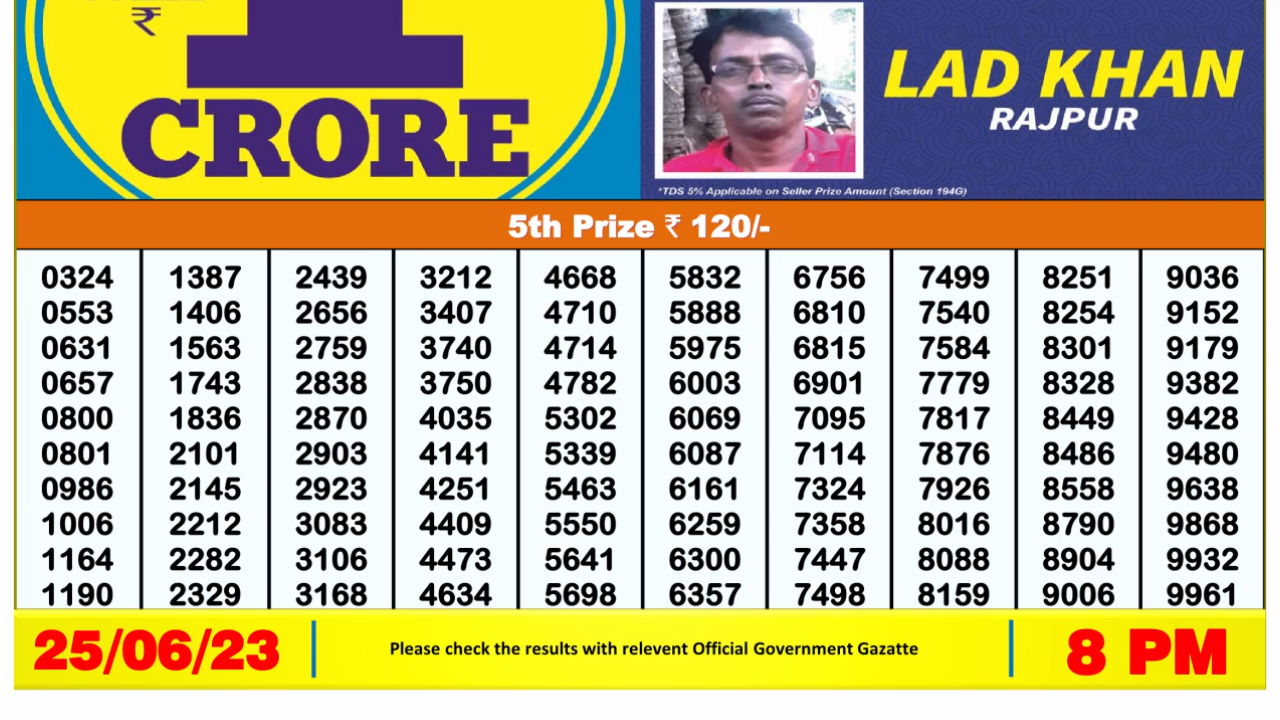 ₹
1
CRORE
LAD KHAN
RAJPUR
*TDS 5% Applicable on Seller Prize Amount (Section 194G)
5th Prize ₹ 120/-
0324 1387 2439 3212 4668 5832 6756 7499 8251 9036
0553 1406 2656 3407 4710 5888 6810 7540 8254 9152
0631 1563 2759 3740 4714 5975 6815 7584 8301 9179
0657 1743 2838 3750 4782 6003 6901 7779 8328 9382
0800 1836 2870 4035 5302 6069 7095 7817 8449 9428
0801 2101 2903 4141 5339 6087 7114 7876 8486 9480
0986 2145 2923 4251 5463 6161 7324 7926 8558 9638
1006 2212 3083 4409 5550 6259 7358 8016 8790 9868
1164 2282 3106 4473 5641 6300 7447 8088 8904 9932
1190 2329 3168 4634 5698 6357 7498 8159 9006 9961
25/06/23 Please check the results with relevent Official Government Gazatte 8 PM